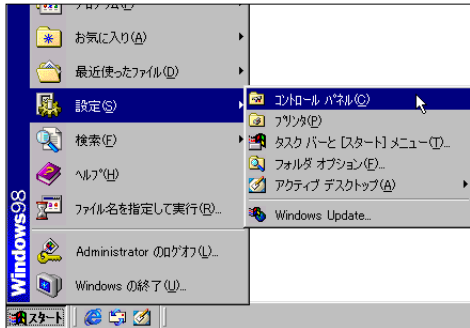 プログラム(P)
お気に入り(A)
最近使ったファイル(D)
設定(S)
検索(F)
ヘルプ(H)
ファイル名を指定して実行(R)...
Administrator のログオフ(L)...
Windows の終了(U)...
Windows98
コントロール パネル(C)
プリンタ(P)
タスク バーと [スタート] メニュー(T)...
フォルダ オプション(F)...
アクティブ デスクトップ(A)
Windows Update...
スタート